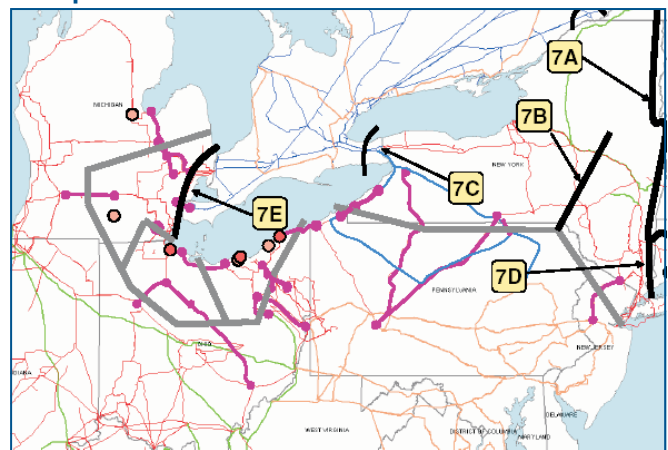 7A
MICHIGAN
7B
NEW YORK
7C
7E
7D
PENNSYLVANIA
OHIO
NEW JERSEY
DELAWARE
WEST VIRGINIA
DISTRICT OF COLUMBIA
MARYLAND